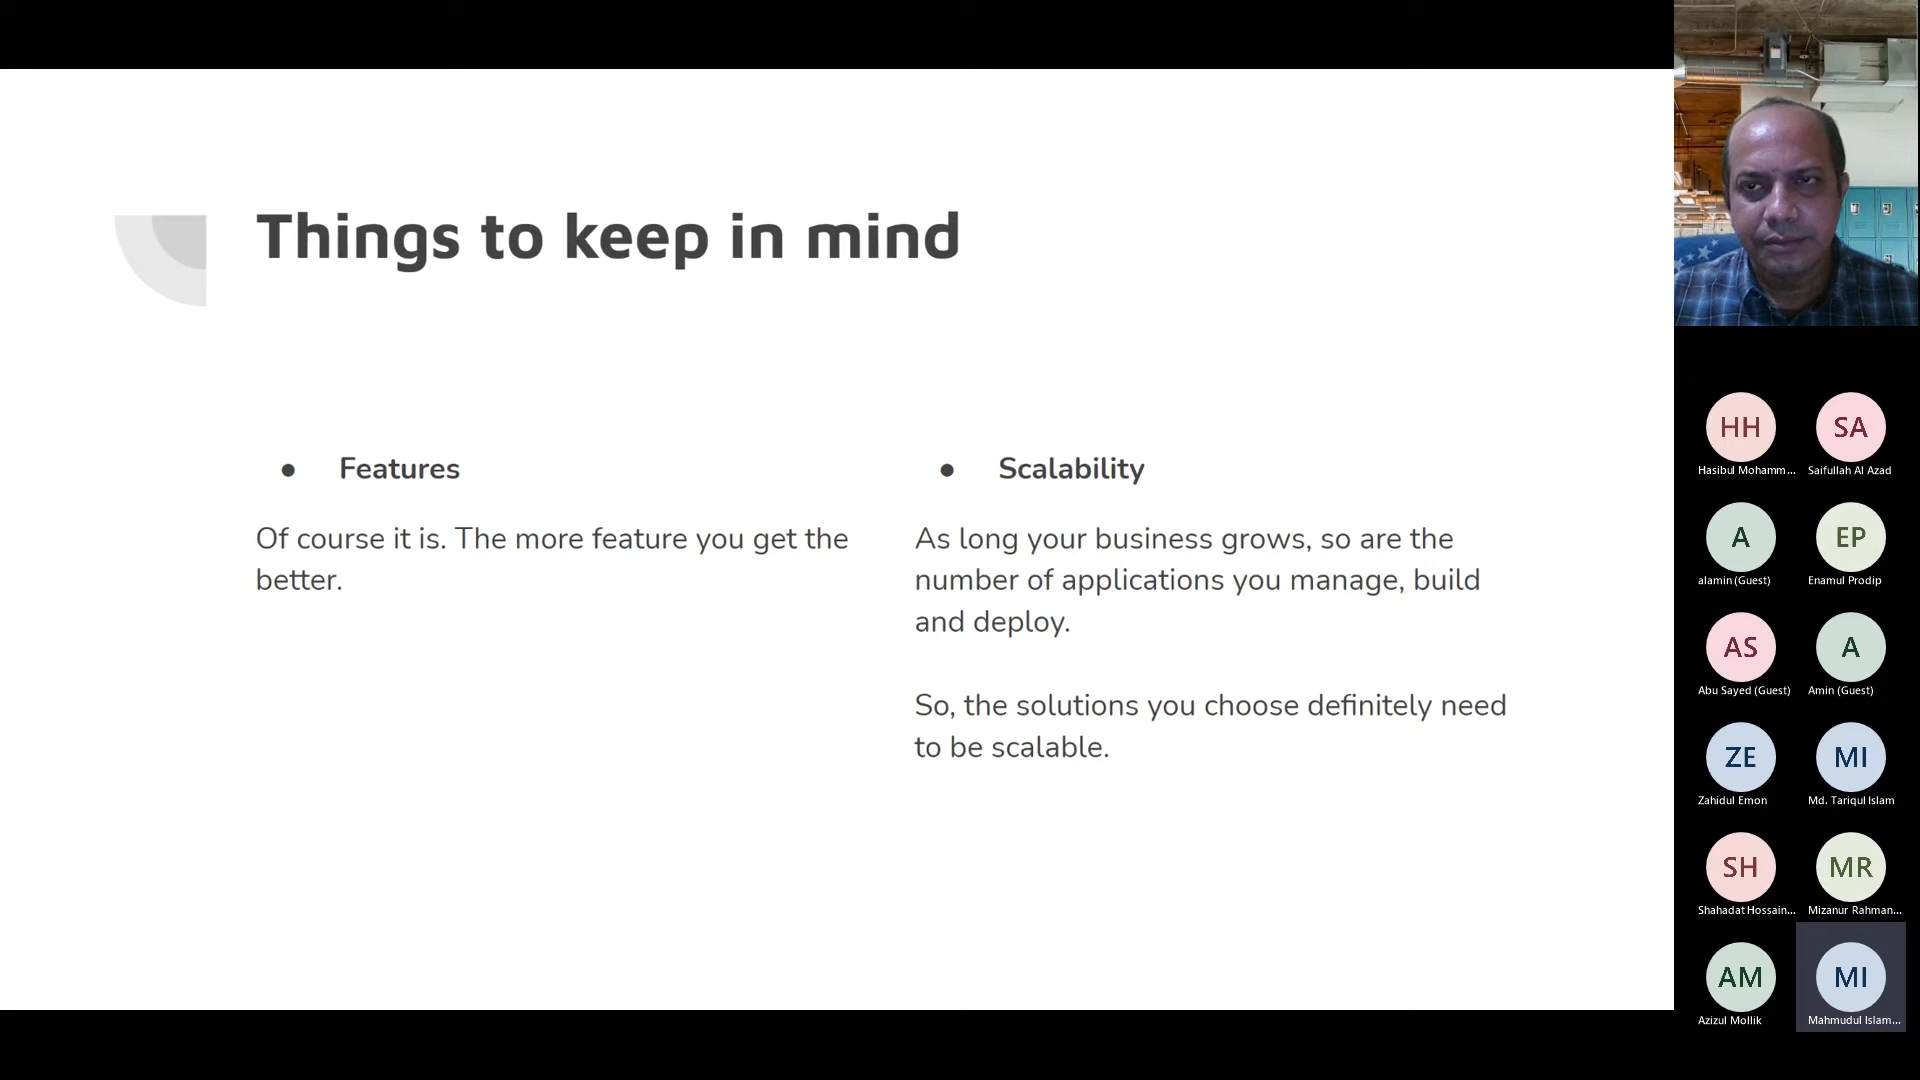 Things to keep in mind
● Features
Of course it is. The more feature you get the
better.
● Scalability
As long your business grows, so are the
number of applications you manage, build
and deploy.
So, the solutions you choose definitely need
to be scalable.
HH
SA
Hasibul Mohamm...
Saifullah Al Azad
A
EP
alamin (Guest)
Enamul Prodip
AS
A
Abu Sayed (Guest)
Amin (Guest)
ZE
MI
Zahidul Emon
Md. Tariqul Islam
SH
MR
Shahadat Hossain...
Mizanur Rahman...
AM
MI
Azizul Mollik
Mahmudul Islam...